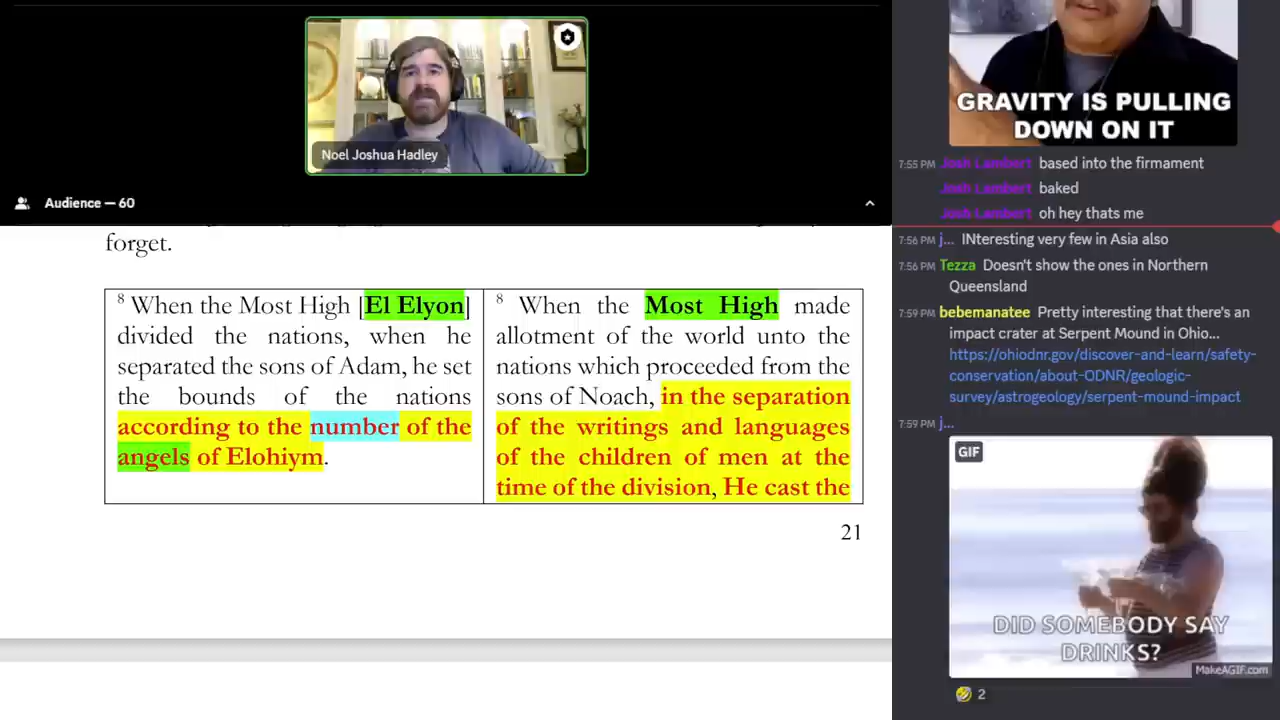 Noel Joshua Hadley
Audience — 60
forget.
8 When the Most High [El Elyon]
divided the nations, when he
separated the sons of Adam, he set
the bounds of the nations
according to the number of the
angels of Elohiym.
8 When the Most High made
allotment of the world unto the
nations which proceeded from the
sons of Noach, in the separation
of the writings and languages
of the children of men at the
time of the division, He cast the
21
GRAVITY IS PULLING
DOWN ON IT
7:55 PM Josh Lambert based into the firmament
Josh Lambert baked
Josh Lambert oh hey thats me
7:56 PM j... INteresting very few in Asia also
7:56 PM Tezza Doesn't show the ones in Northern
Queensland
7:59 PM bebemanatee Pretty interesting that there's an
impact crater at Serpent Mound in Ohio...
https://ohiodnr.gov/discover-and-learn/safety-
conservation/about-ODNR/geologic-
survey/astrogeology/serpent-mound-impact
7:59 PM j...
GIF
DID SOMEBODY SAY
DRINKS?
MakeAGIF.com
2